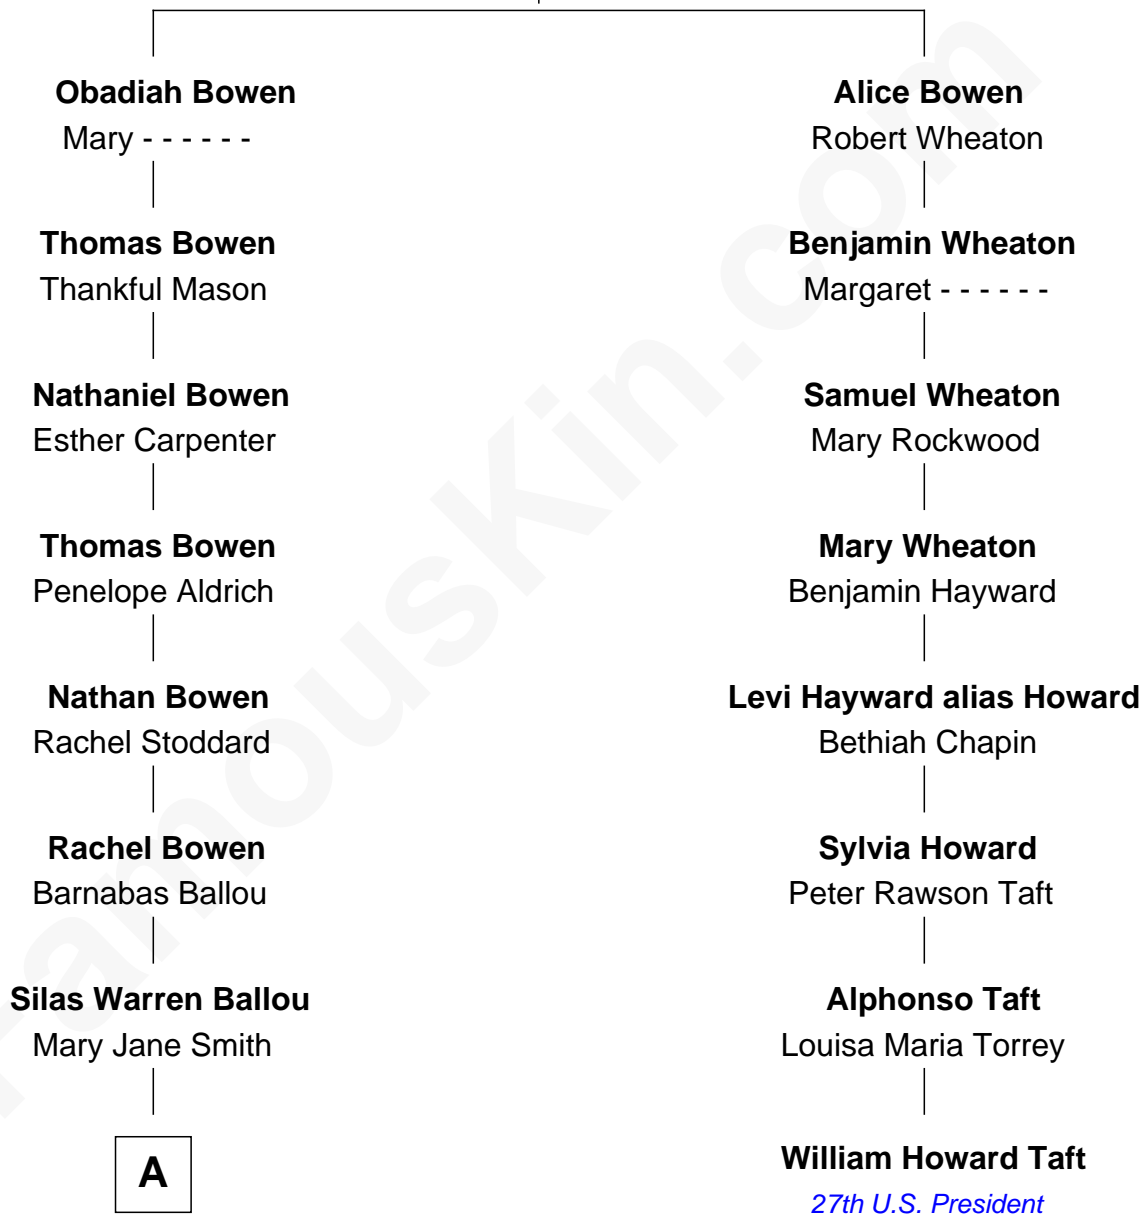 Obadiah Bowen
Mary - - - - - -
Alice Bowen
Robert Wheaton
Thomas Bowen
Thankful Mason
Benjamin Wheaton
Margaret - - - - - -
Nathaniel Bowen
Esther Carpenter
Samuel Wheaton
Mary Rockwood
Thomas Bowen
Penelope Aldrich
Mary Wheaton
Benjamin Hayward
Nathan Bowen
Rachel Stoddard
Levi Hayward alias Howard
Bethiah Chapin
Rachel Bowen
Barnabas Ballou
Sylvia Howard
Peter Rawson Taft
Silas Warren Ballou
Mary Jane Smith
Alphonso Taft
Louisa Maria Torrey
A
William Howard Taft
27th U.S. President
FamousKin.com